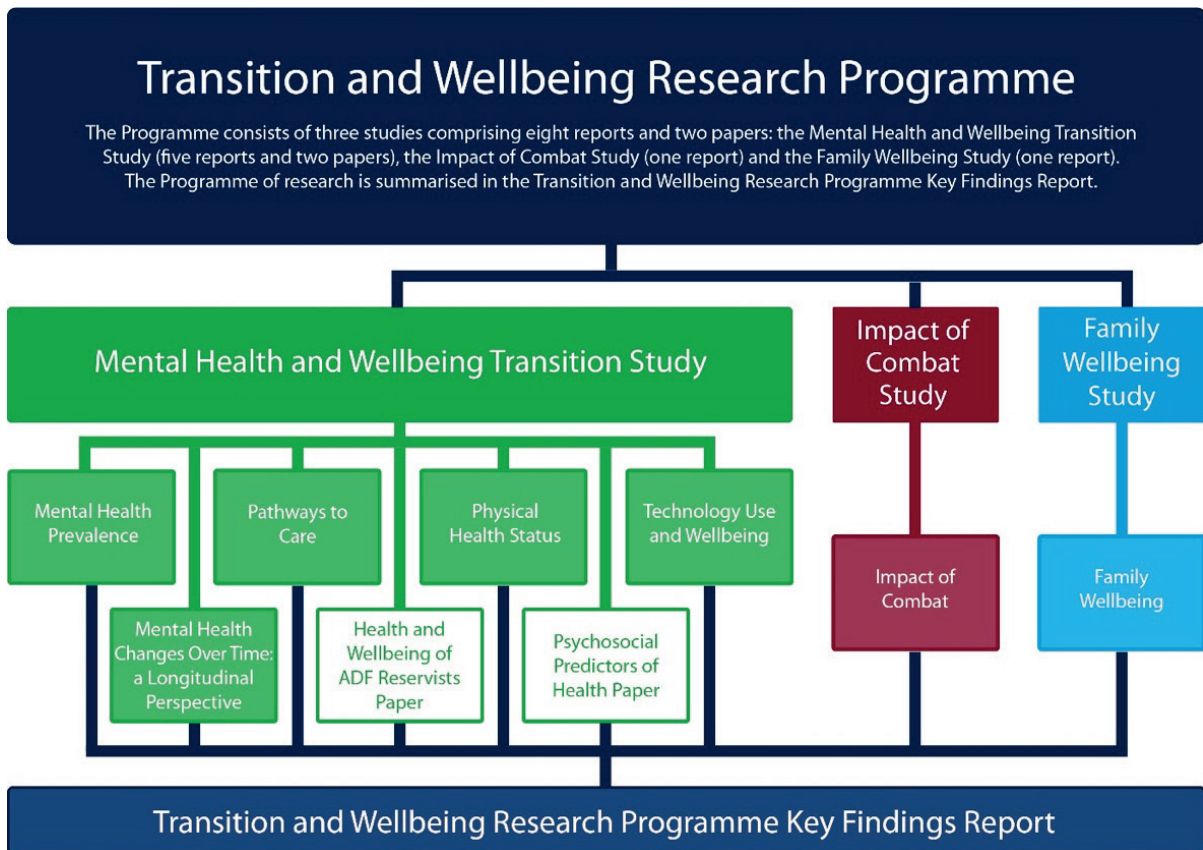 Transition and Wellbeing Research Programme
The Programme consists of three studies comprising eight reports and two papers: the Mental Health and Wellbeing Transition
Study (five reports and two papers), the Impact of Combat Study (one report) and the Family Wellbeing Study (one report).
The Programme of research is summarised in the Transition and Wellbeing Research Programme Key Findings Report.
Mental Health and Wellbeing Transition Study
Impact of
Combat
Study
Family
Wellbeing
Study
Mental Health
Prevalence
Pathways to
Care
Physical
Health Status
Technology Use
and Wellbeing
Impact of
Combat
Family
Wellbeing
Mental Health
Changes Over Time:
a Longitudinal
Perspective
Health and
Wellbeing of
ADF Reservists
Paper
Psychosocial
Predictors of
Health Paper
Transition and Wellbeing Research Programme Key Findings Report